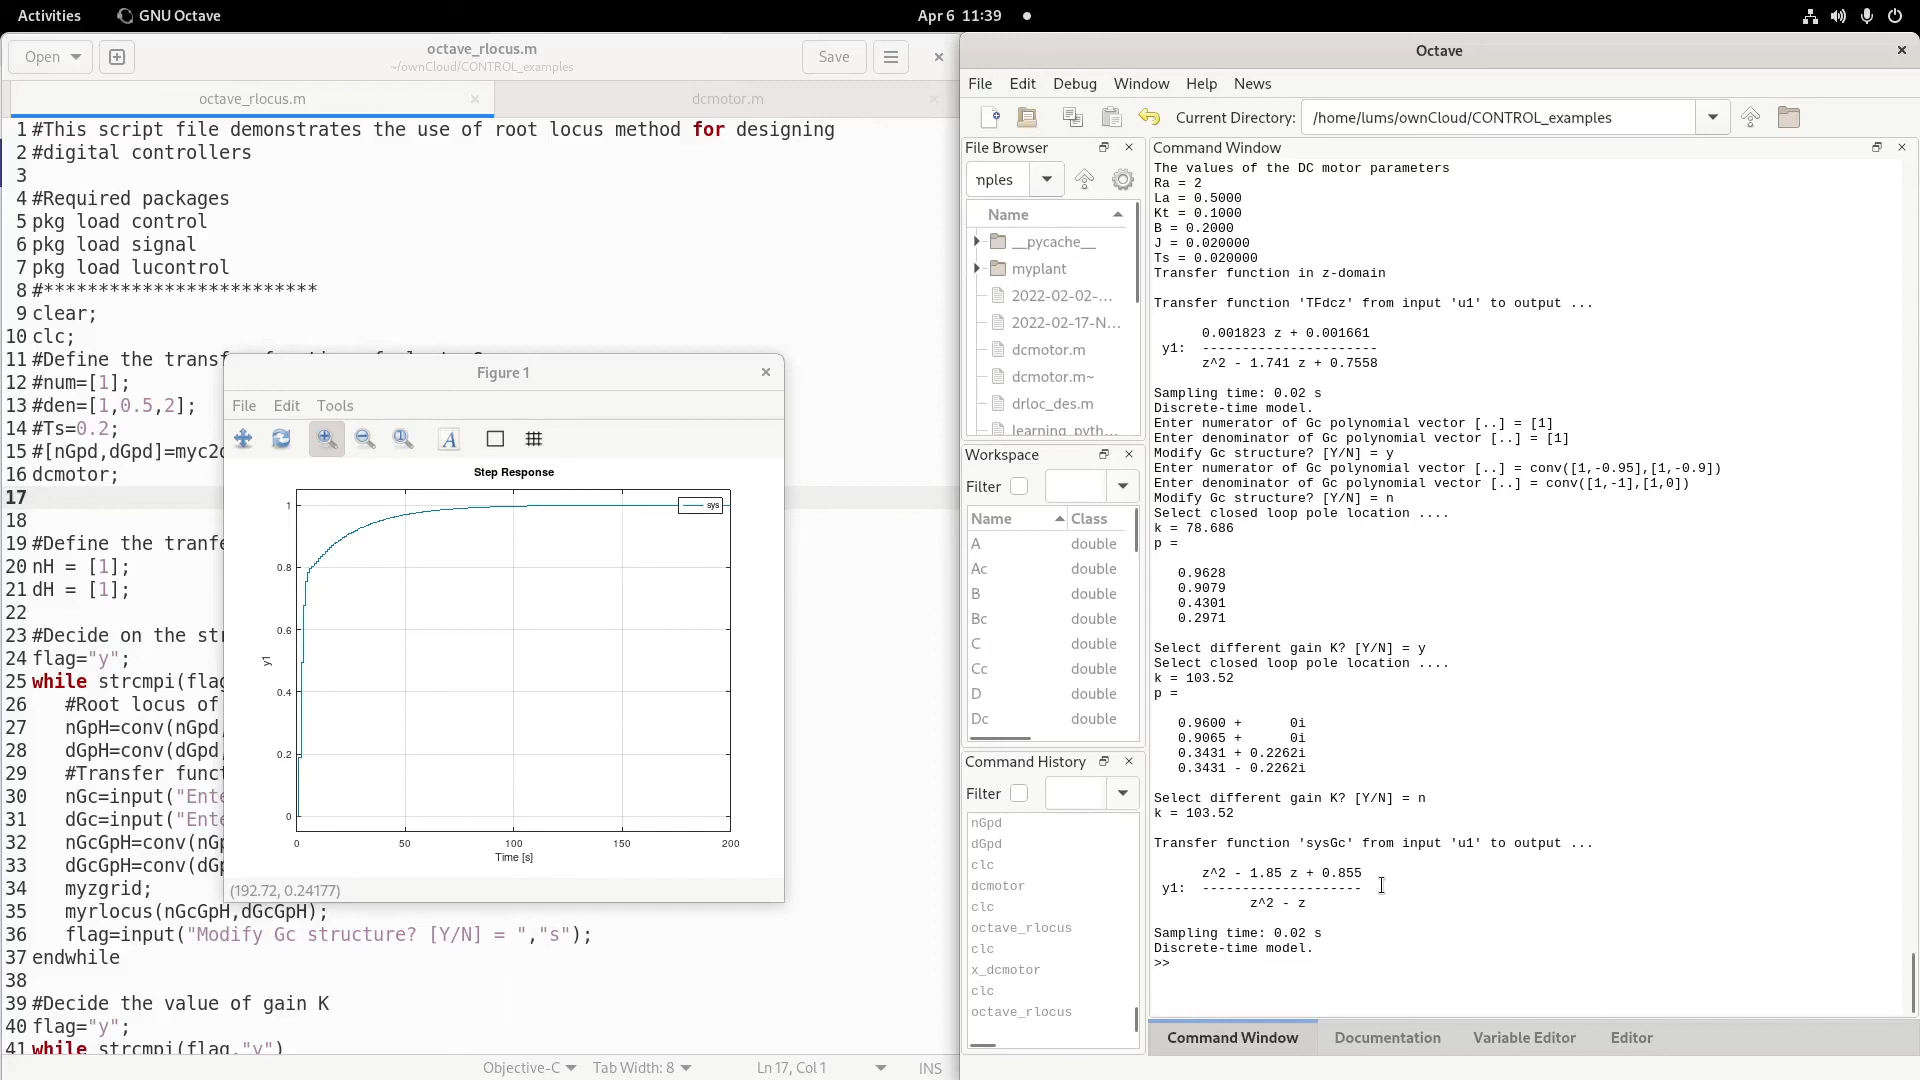 Activities
GNU Octave
Apr 6 11:39
Open
octave_rlocus.m
~/ownCloud/CONTROL_examples
Save
octave_rlocus.m
dcmotor.m
1 #This script file demonstrates the use of root locus method for designing
2 #digital controllers
3
4 #Required packages
5 pkg load control
6 pkg load signal
7 pkg load lucontrol
8 #*************************
9 clear;
10 clc;
11 #Define the transf
12 #num=[1];
13 #den=[1,0.5,2];
14 #Ts=0.2;
15 #[nGpd,dGpd]=myc2d
16 dcmotor;
17
18
19 #Define the tranfe
20 nH = [1];
21 dH = [1];
22
23 #Decide on the str
24 flag="y";
25 while strcmpi(flag
26 #Root locus of
27 nGpH=conv(nGpd,
28 dGpH=conv(dGpd,
29 #Transfer funct
30 nGc=input("Ente
31 dGc=input("Ente
32 nGcGpH=conv(nGp
33 dGcGpH=conv(dGp
34 myzgrid;
35 myrlocus(nGcGpH,dGcGpH);
36 flag=input("Modify Gc structure? [Y/N] = ","s");
37 endwhile
38
39 #Decide the value of gain K
40 flag="y";
41 while strcmpi(flag,"y")
Objective-C
Tab Width: 8
Ln 17, Col 1
INS
Figure 1
File Edit Tools
A
Step Response
sys
1
0.8
0.6
0.4
0.2
0
y1
0 50 100 150 200
Time [s]
(192.72, 0.24177)
Octave
File Edit Debug Window Help News
Current Directory: /home/lums/ownCloud/CONTROL_examples
File Browser
mples
Name
__pycache__
myplant
2022-02-02-...
2022-02-17-N...
dcmotor.m
dcmotor.m~
drloc_des.m
learning_pyth...
Workspace
Filter
Name Class
A double
Ac double
B double
Bc double
C double
Cc double
D double
Dc double
Command History
Filter
nGpd
dGpd
clc
dcmotor
clc
octave_rlocus
clc
x_dcmotor
clc
octave_rlocus
Command Window
The values of the DC motor parameters
Ra = 2
La = 0.5000
Kt = 0.1000
B = 0.2000
J = 0.020000
Ts = 0.020000
Transfer function in z-domain
Transfer function 'TFdcz' from input 'u1' to output ...
0.001823 z + 0.001661
y1: ----------------------
z^2 - 1.741 z + 0.7558
Sampling time: 0.02 s
Discrete-time model.
Enter numerator of Gc polynomial vector [..] = [1]
Enter denominator of Gc polynomial vector [..] = [1]
Modify Gc structure? [Y/N] = y
Enter numerator of Gc polynomial vector [..] = conv([1,-0.95],[1,-0.9])
Enter denominator of Gc polynomial vector [..] = conv([1,-1],[1,0])
Modify Gc structure? [Y/N] = n
Select closed loop pole location ....
k = 78.686
p =
0.9628
0.9079
0.4301
0.2971
Select different gain K? [Y/N] = y
Select closed loop pole location ....
k = 103.52
p =
0.9600 + 0i
0.9065 + 0i
0.3431 + 0.2262i
0.3431 - 0.2262i
Select different gain K? [Y/N] = n
k = 103.52
Transfer function 'sysGc' from input 'u1' to output ...
z^2 - 1.85 z + 0.855
y1: --------------------
z^2 - z
Sampling time: 0.02 s
Discrete-time model.
>>
Command Window
Documentation
Variable Editor
Editor